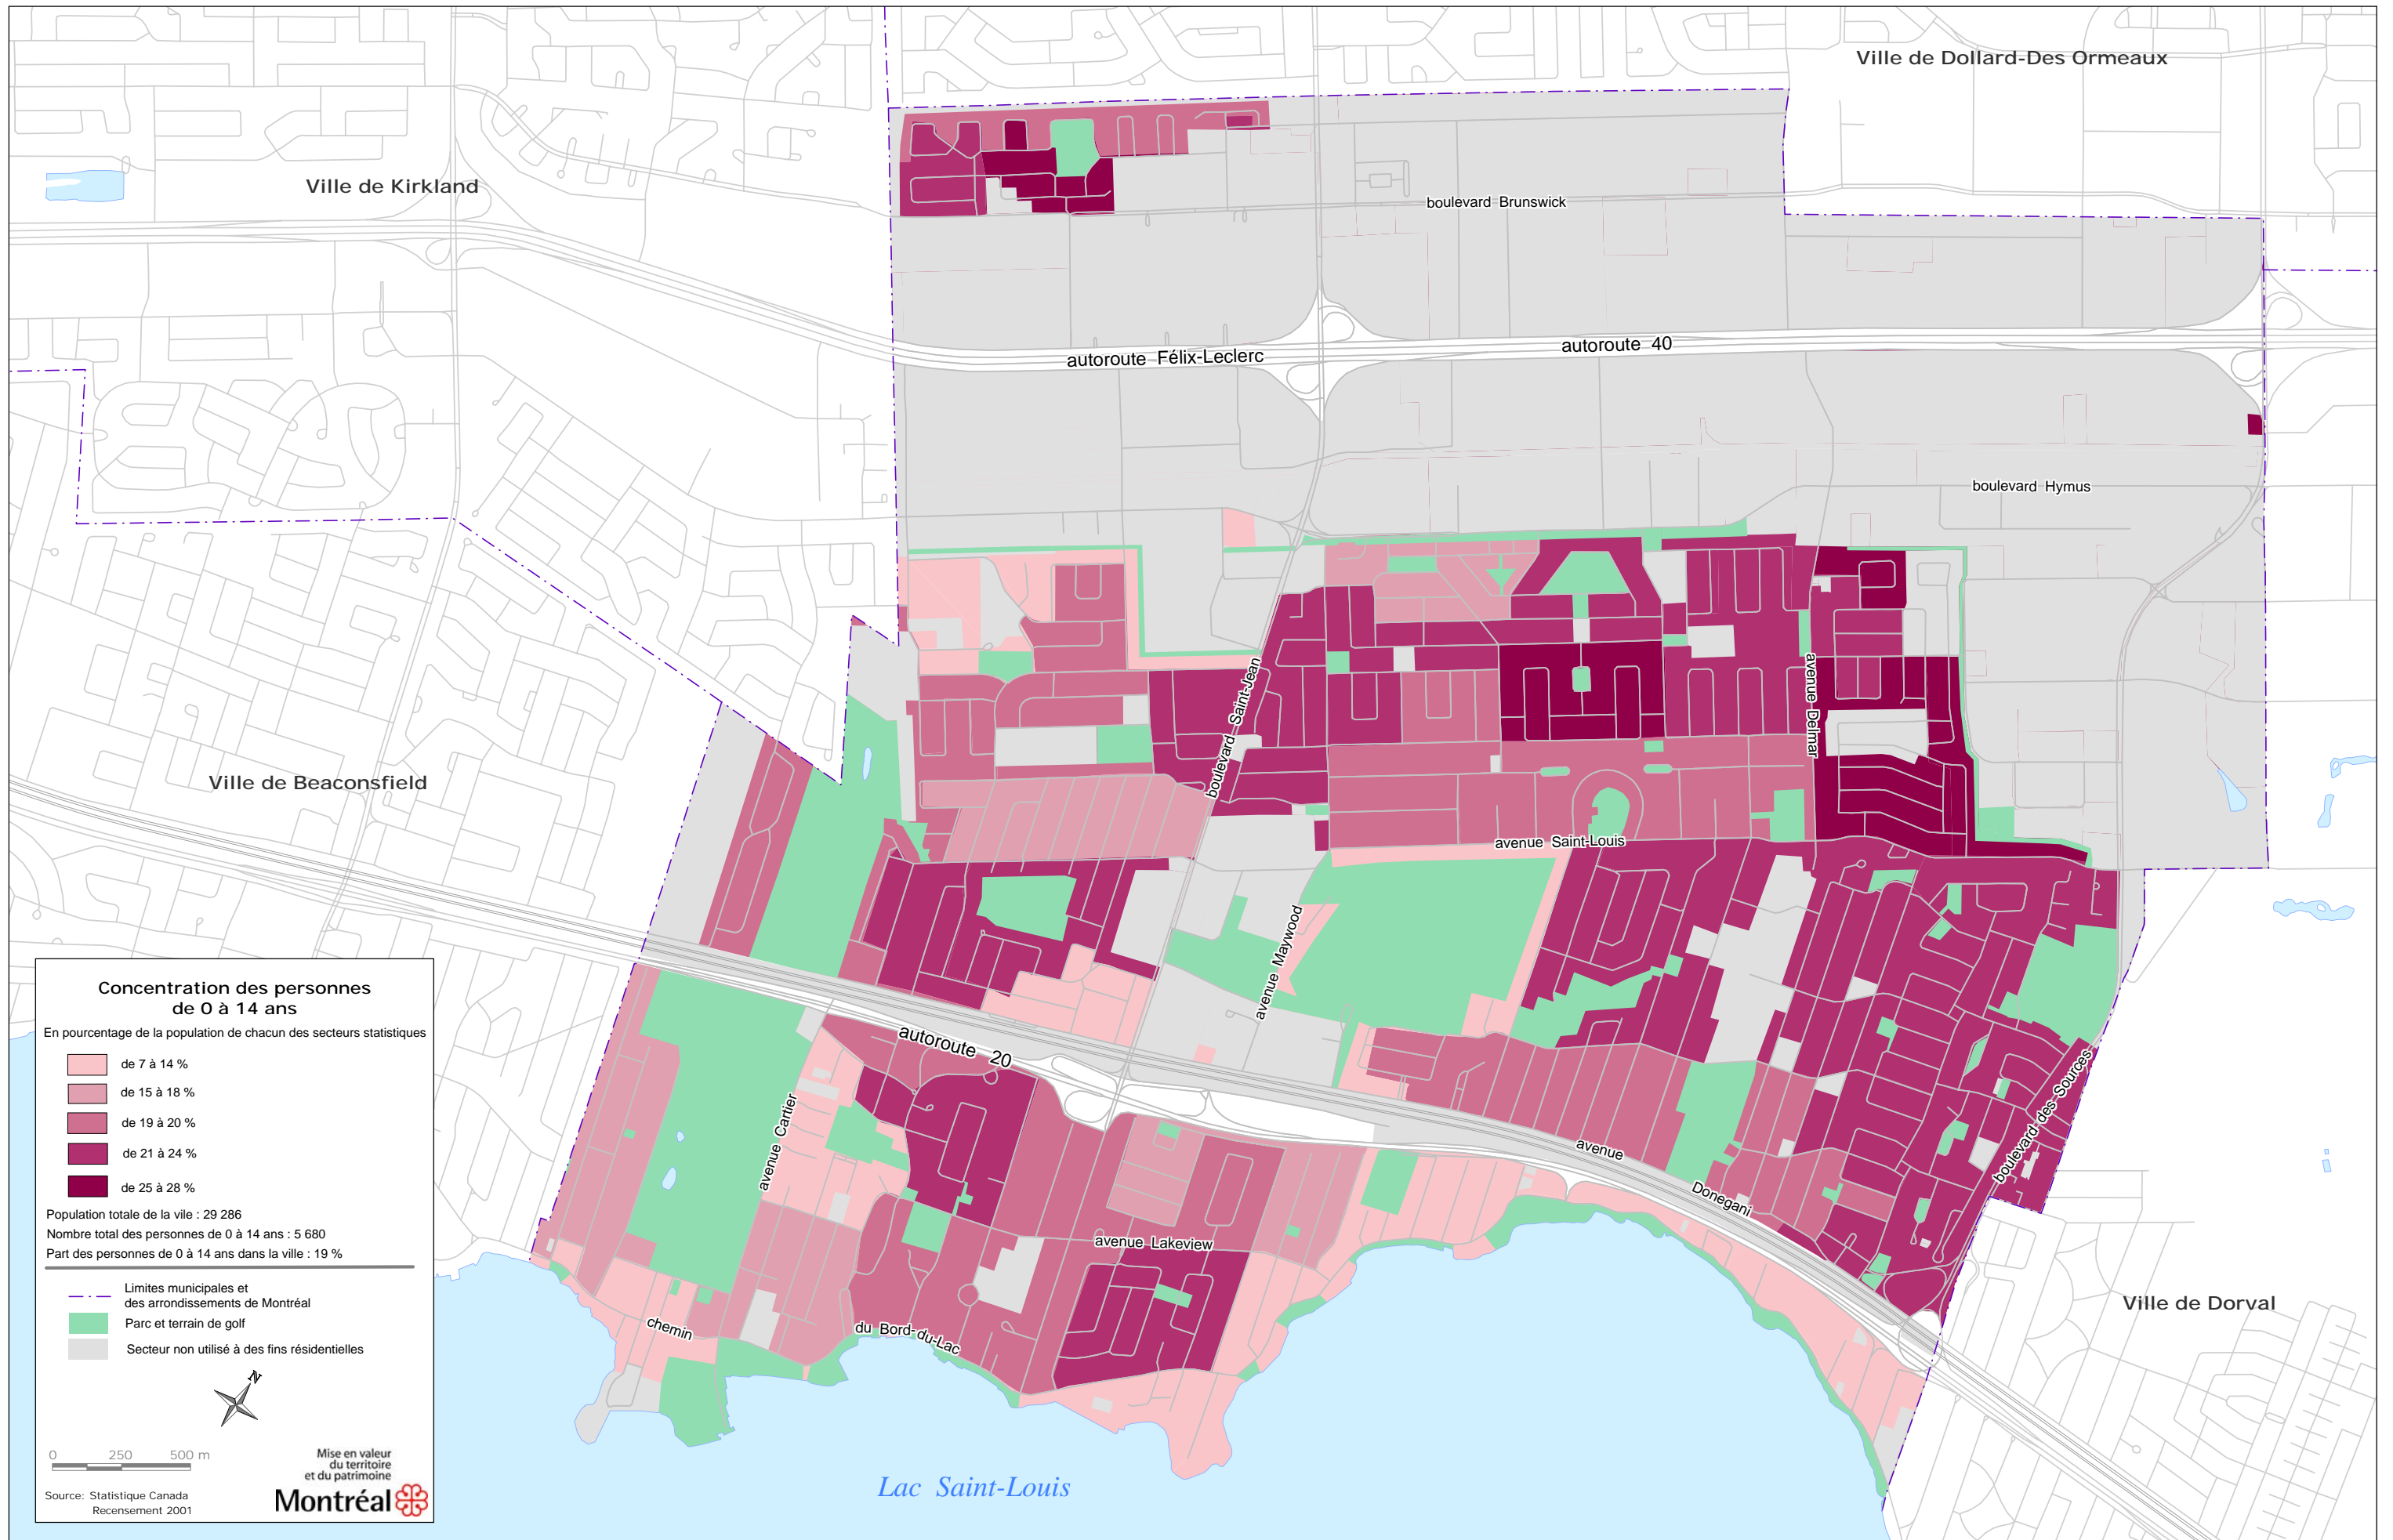 Ville de Dollard-Des Ormeaux
Ville de Kirkland
boulevard Brunswick
autoroute Félix-Leclerc
autoroute 40
boulevard Hymus
boulevard Saint-Jean
avenue Delmar
Ville de Beaconsfield
avenue Saint-Louis
avenue Maywood
autoroute 20
avenue Cartier
boulevard des Sources
avenue Donegani
avenue Lakeview
chemin du Bord-du-Lac
Ville de Dorval
Lac Saint-Louis
Concentration des personnes
de 0 à 14 ans
En pourcentage de la population de chacun des secteurs statistiques
de 7 à 14 %
de 15 à 18 %
de 19 à 20 %
de 21 à 24 %
de 25 à 28 %
Population totale de la vile : 29 286
Nombre total des personnes de 0 à 14 ans : 5 680
Part des personnes de 0 à 14 ans dans la ville : 19 %
Limites municipales et
des arrondissements de Montréal
Parc et terrain de golf
Secteur non utilisé à des fins résidentielles
N
0 250 500 m
Mise en valeur
du territoire
et du patrimoine
Montréal
Source: Statistique Canada
Recensement 2001